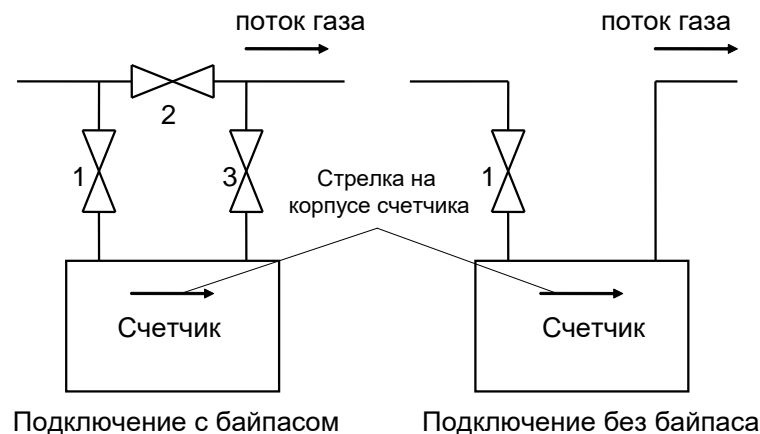 поток газа
поток газа
2
1
3
1
Стрелка на
корпусе счетчика
Счетчик
Счетчик
Подключение с байпасом
Подключение без байпаса